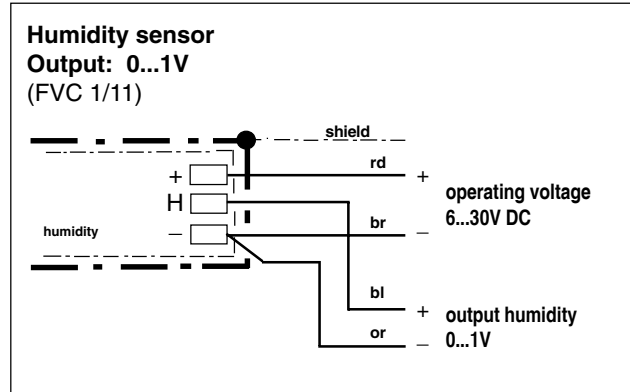 Humidity sensor
Output: 0...1V
(FVC 1/11)
shield
rd
+ +
operating voltage
H
6...30V DC
humidity
br
– –
bl
+
output humidity
or
0...1V
–